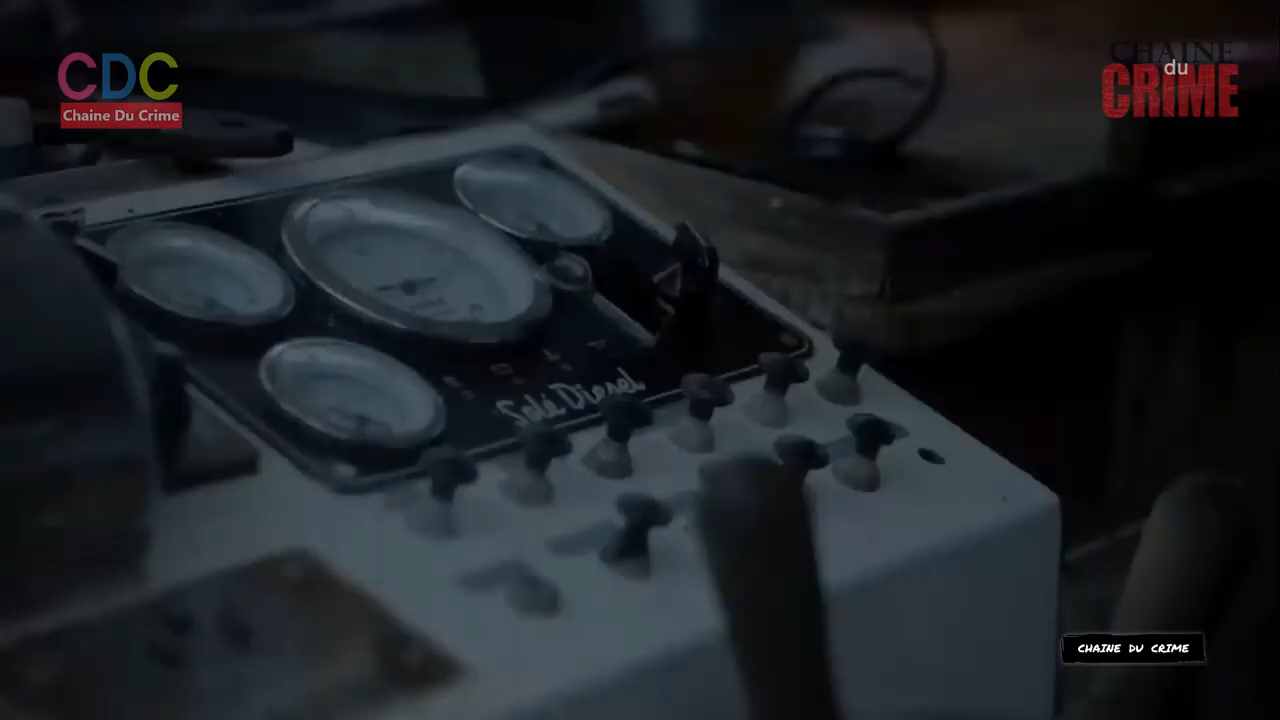 CDC
Chaine Du Crime
CHAINE
du
CRIME
Solé Diesel
CHAINE DU CRIME